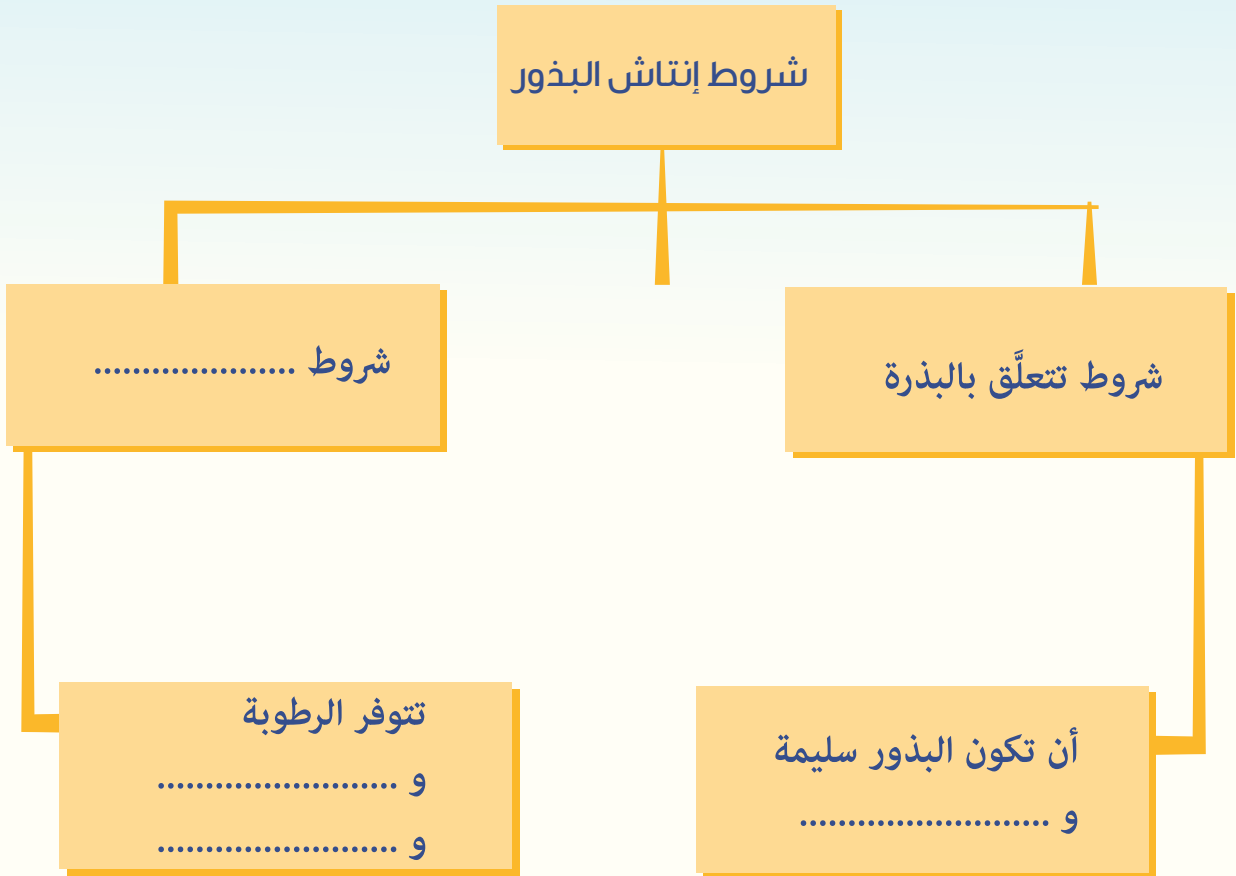 شروط إنتاش البذور
شروط تتعلَّق بالبذرة
شروط .....................
أن تكون البذور سليمة
و ..........................
تتوفر الرطوبة
و .........................
و .........................